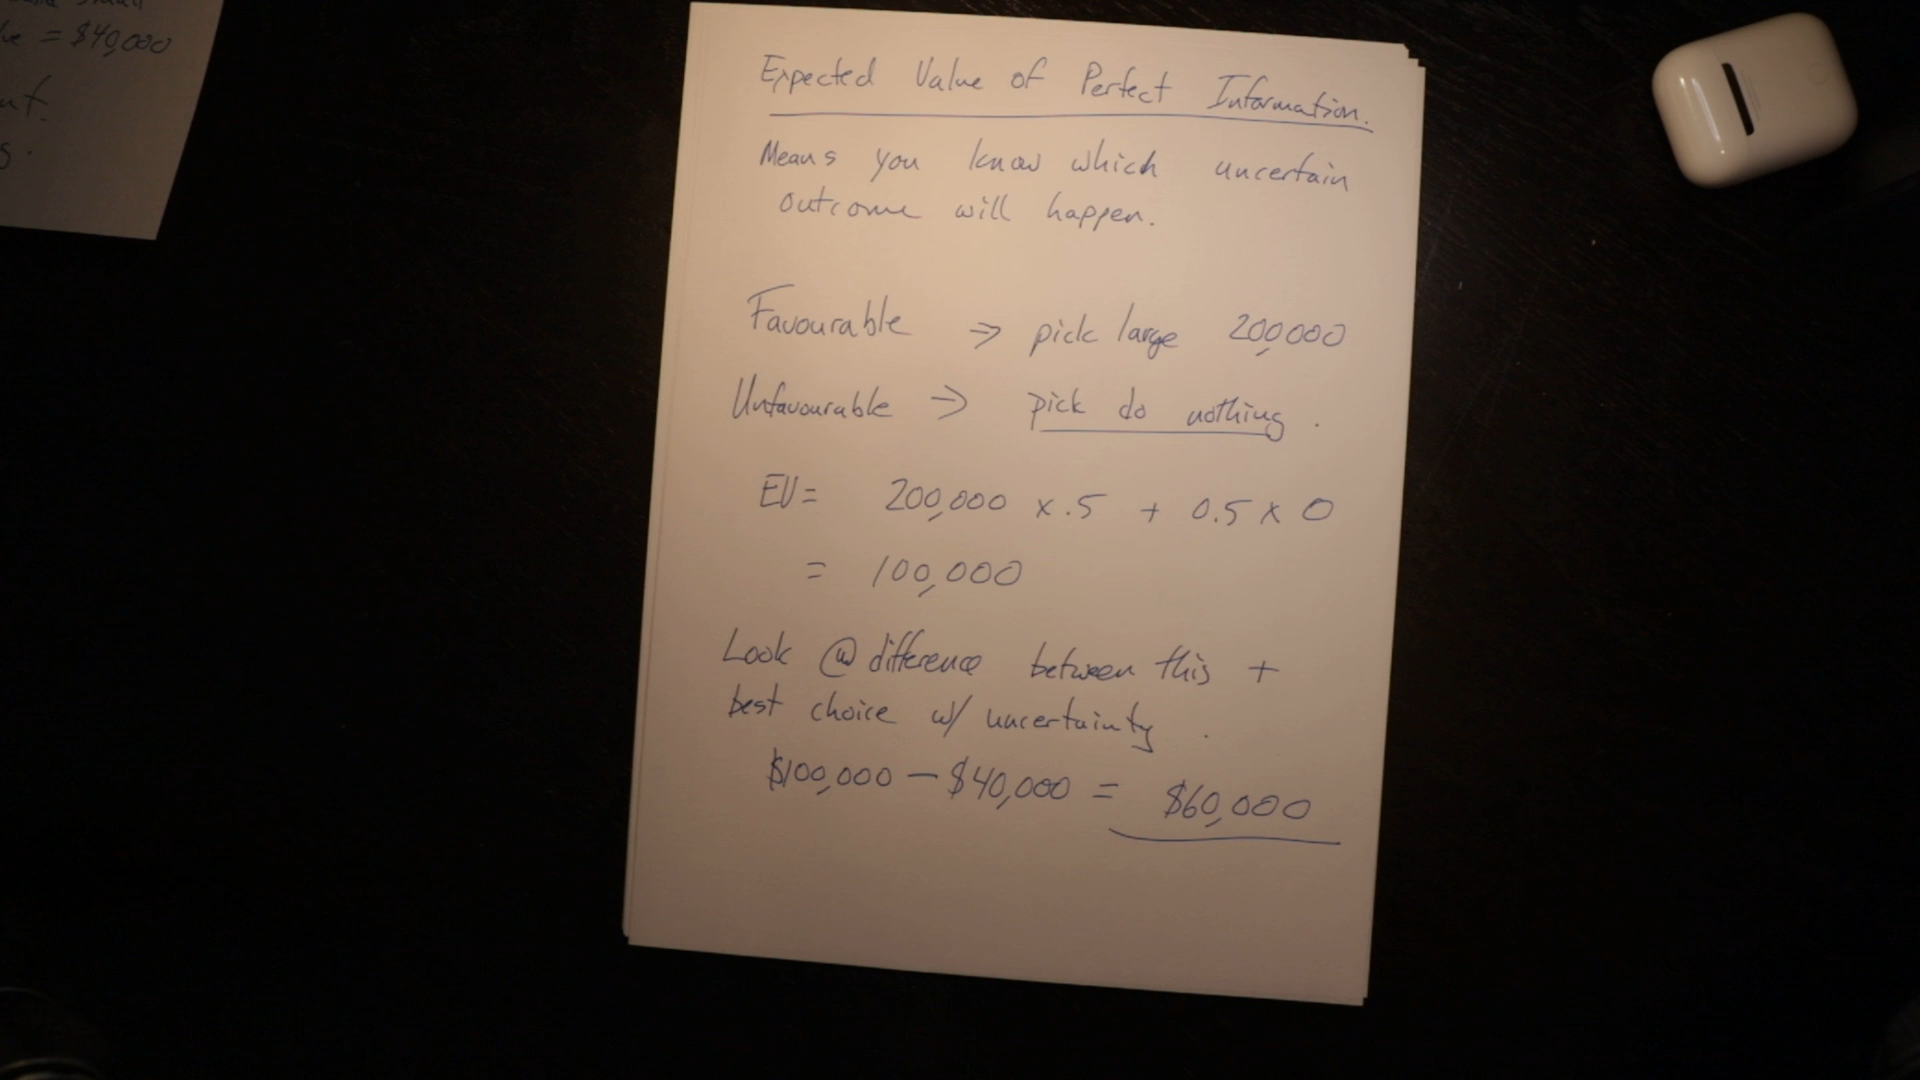 = $40,000
Expected Value of Perfect Information.
Means you know which uncertain
outcome will happen.
Favourable ⇒ pick large 200,000
Unfavourable ⇒ pick do nothing.
EV= 200,000 x .5 + 0.5 x 0
= 100,000
Look @ difference between this +
best choice w/ uncertainty.
$100,000 - $40,000 = $60,000